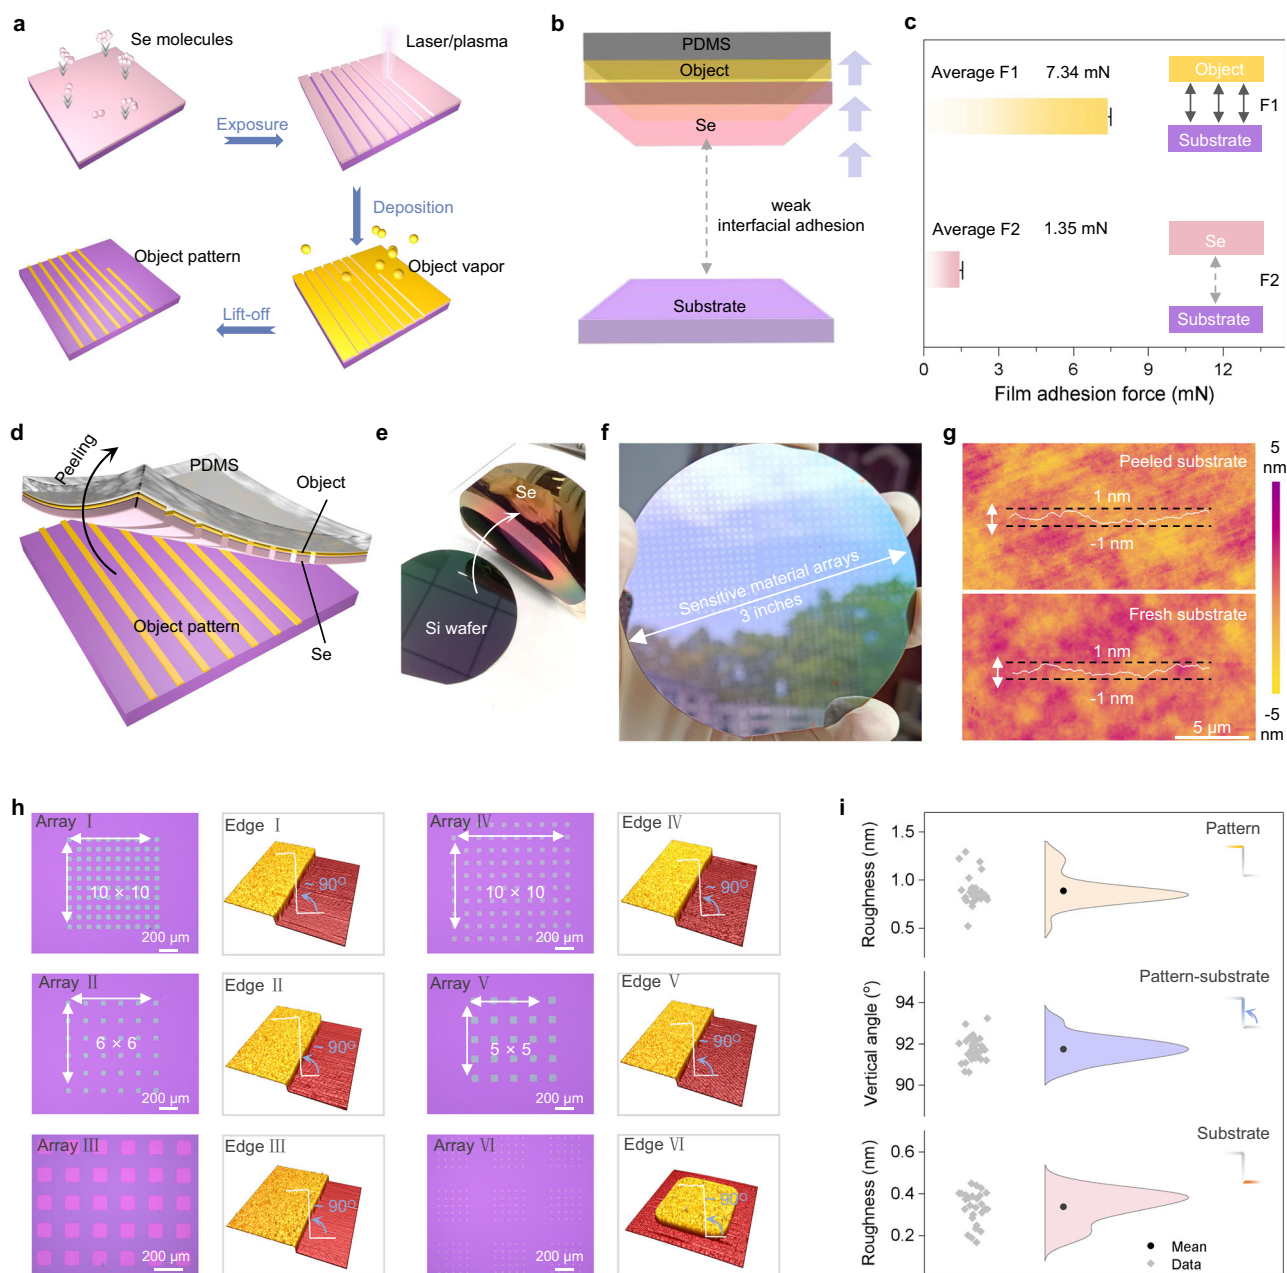 a
Se molecules
Laser/plasma
Exposure
Deposition
Object pattern
Object vapor
Lift-off
b
PDMS
Object
Se
weak
interfacial adhesion
Substrate
c
Average F1 7.34 mN
Object
F1
Substrate
Average F2 1.35 mN
Se
F2
Substrate
0 3 6 9 12
Film adhesion force (mN)
d
Peeling
PDMS
Object
Object pattern
Se
e
Se
Si wafer
f
Sensitive material arrays
3 inches
g
Peeled substrate
1 nm
-1 nm
Fresh substrate
1 nm
-1 nm
5 µm
5
nm
-5
nm
h
Array Ⅰ
10 × 10
200 µm
Edge Ⅰ
~ 90°
Array Ⅳ
10 × 10
200 µm
Edge Ⅳ
~ 90°
Array Ⅱ
6 × 6
200 µm
Edge Ⅱ
~ 90°
Array Ⅴ
5 × 5
200 µm
Edge Ⅴ
~ 90°
Array Ⅲ
200 µm
Edge Ⅲ
~ 90°
Array Ⅵ
200 µm
Edge Ⅵ
~ 90°
i
Roughness (nm)
1.5
1.0
0.5
Pattern
Vertical angle (°)
94
92
90
Pattern-substrate
Roughness (nm)
0.6
0.4
0.2
Substrate
Mean
Data